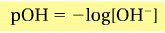 pOH = −log[OH⁻]